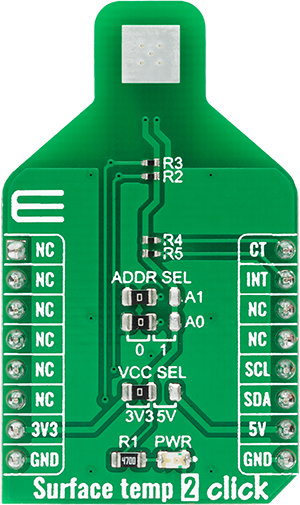 R3
R2
R4
R5
NC CT
NC INT
ADDR SEL
A1
NC NC
A0
NC NC
0 1
NC SCL
VCC SEL
NC SDA
3V3 5V
3V3 5V
R1 PWR
GND GND
4700
Surface temp 2 click